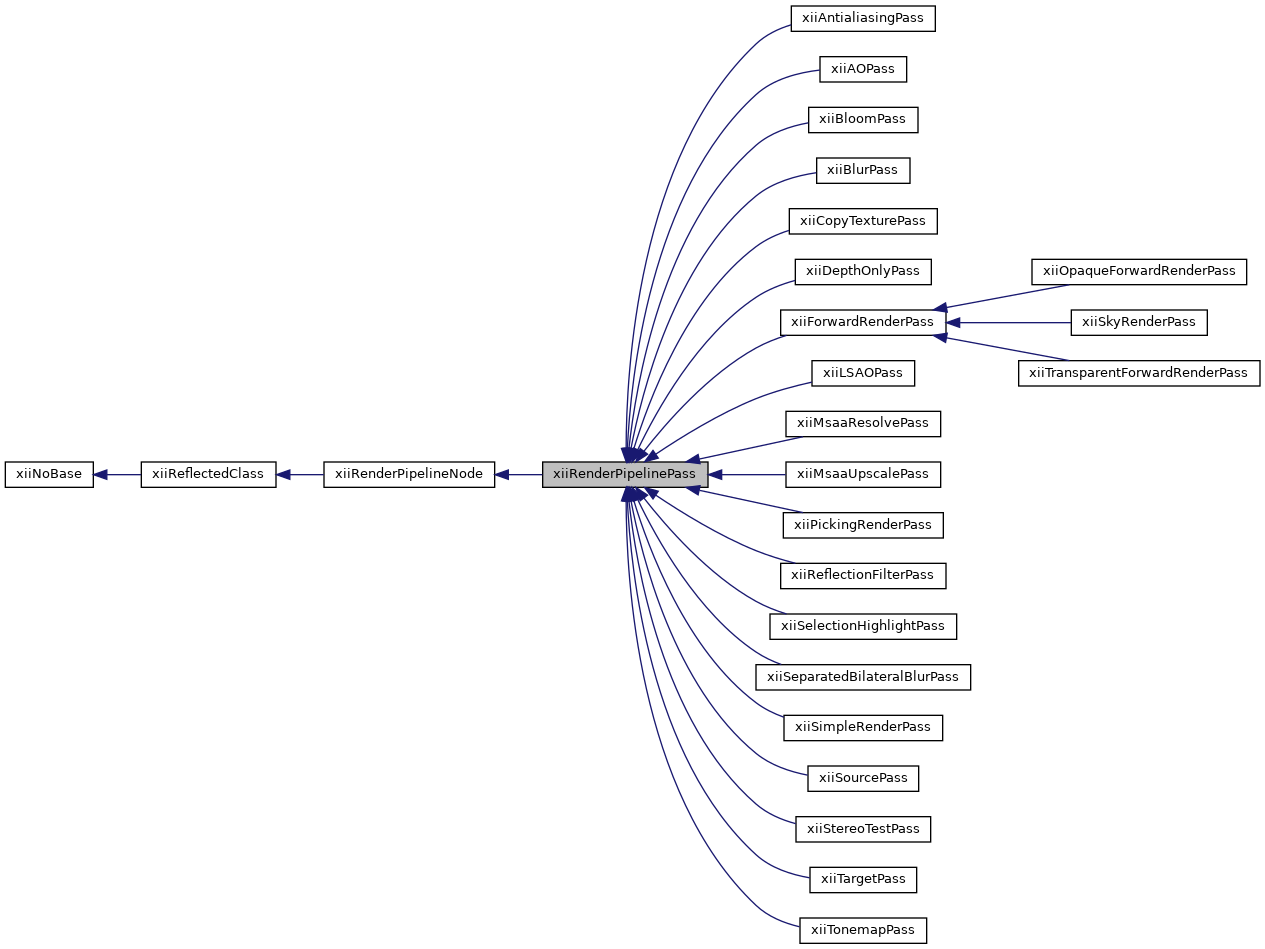 xiiAntialiasingPass
xiiAOPass
xiiBloomPass
xiiBlurPass
xiiCopyTexturePass
xiiDepthOnlyPass
xiiOpaqueForwardRenderPass
xiiForwardRenderPass
xiiSkyRenderPass
xiiLSAOPass
xiiTransparentForwardRenderPass
xiiMsaaResolvePass
xiiNoBase
xiiReflectedClass
xiiRenderPipelineNode
xiiRenderPipelinePass
xiiMsaaUpscalePass
xiiPickingRenderPass
xiiReflectionFilterPass
xiiSelectionHighlightPass
xiiSeparatedBilateralBlurPass
xiiSimpleRenderPass
xiiSourcePass
xiiStereoTestPass
xiiTargetPass
xiiTonemapPass